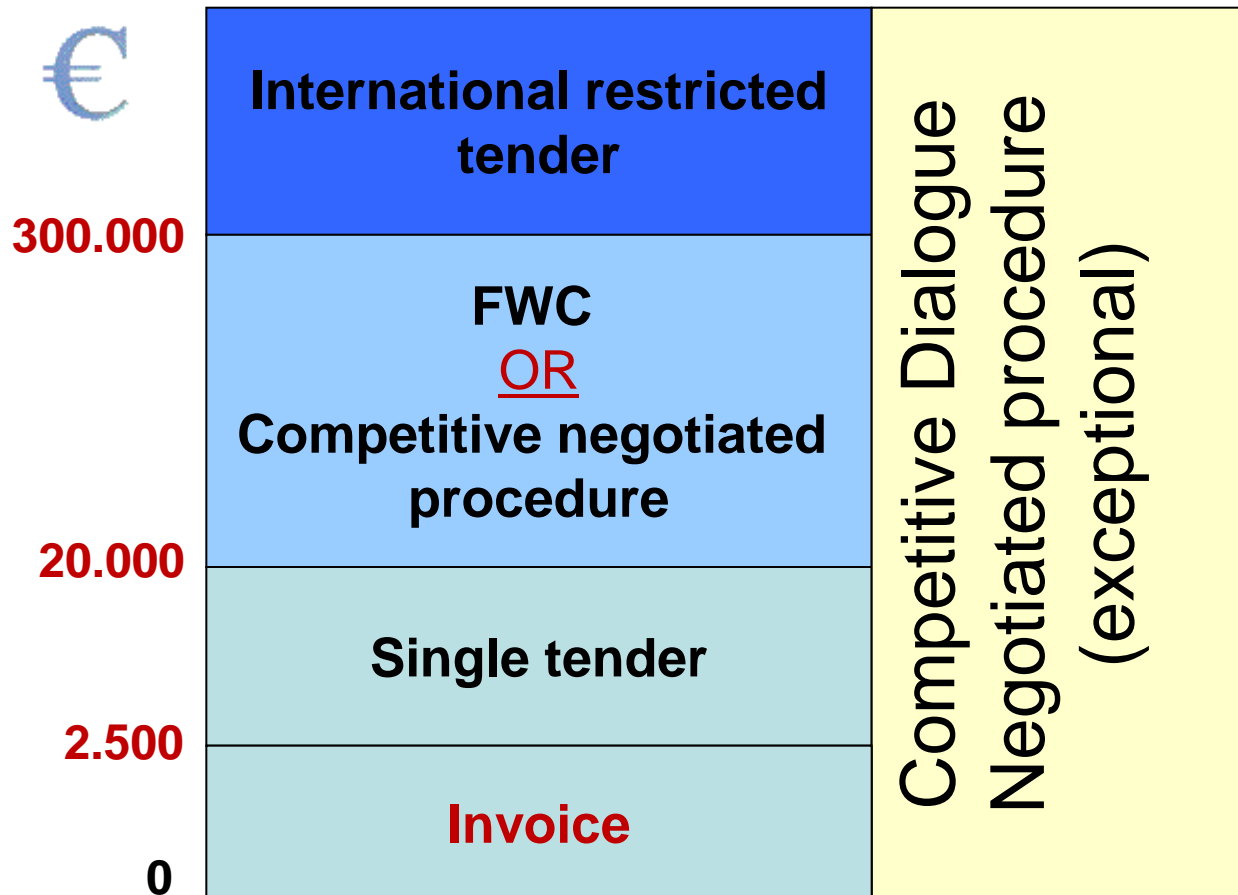 €
International restricted
tender
300.000
FWC
OR
Competitive negotiated
procedure
20.000
Single tender
2.500
Invoice
0
Competitive Dialogue
Negotiated procedure
(exceptional)